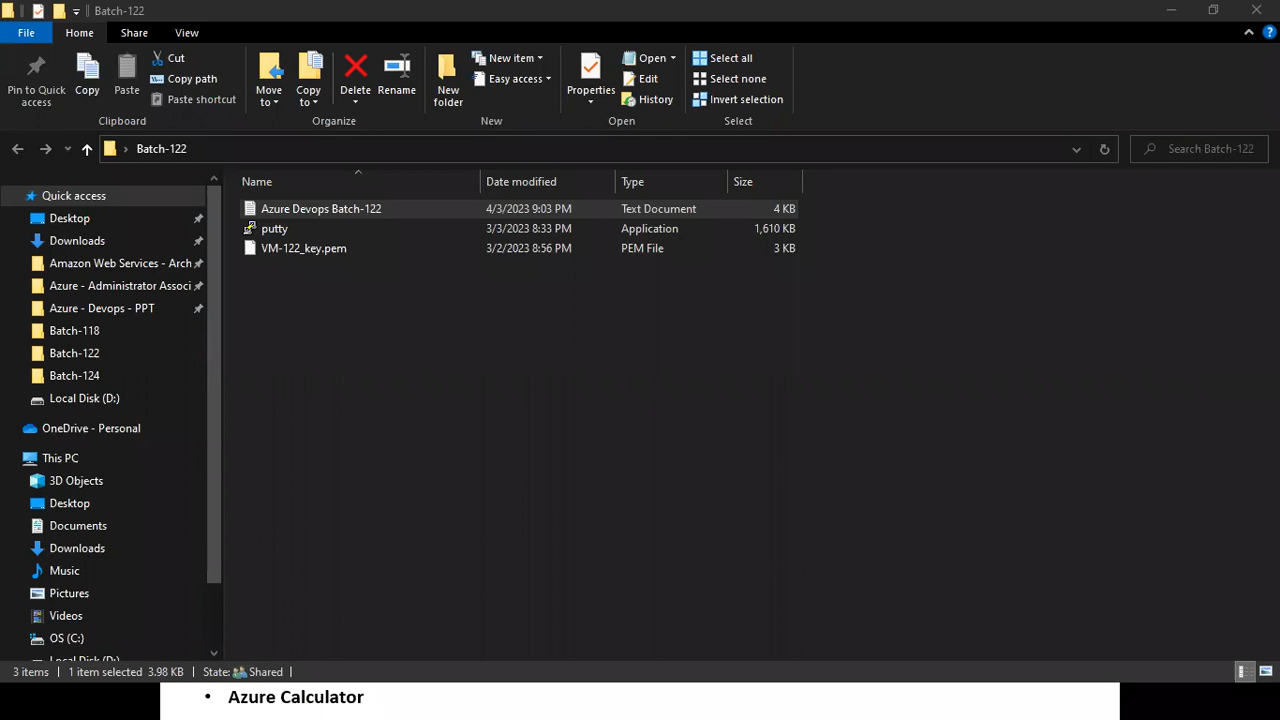 Batch-122
File Home Share View
Pin to Quick access
Copy
Paste
Cut
Copy path
Paste shortcut
Clipboard
Move to
Copy to
Delete
Rename
Organize
New folder
New item
Easy access
New
Properties
Open
Edit
History
Open
Select all
Select none
Invert selection
Select
Batch-122
Search Batch-122
Name Date modified Type Size
Azure Devops Batch-122 4/3/2023 9:03 PM Text Document 4 KB
putty 3/3/2023 8:33 PM Application 1,610 KB
VM-122_key.pem 3/2/2023 8:56 PM PEM File 3 KB
Quick access
Desktop
Downloads
Amazon Web Services - Arch
Azure - Administrator Associ
Azure - Devops - PPT
Batch-118
Batch-122
Batch-124
Local Disk (D:)
OneDrive - Personal
This PC
3D Objects
Desktop
Documents
Downloads
Music
Pictures
Videos
OS (C:)
Local Disk (D:)
3 items 1 item selected 3.98 KB State: Shared
• Azure Calculator